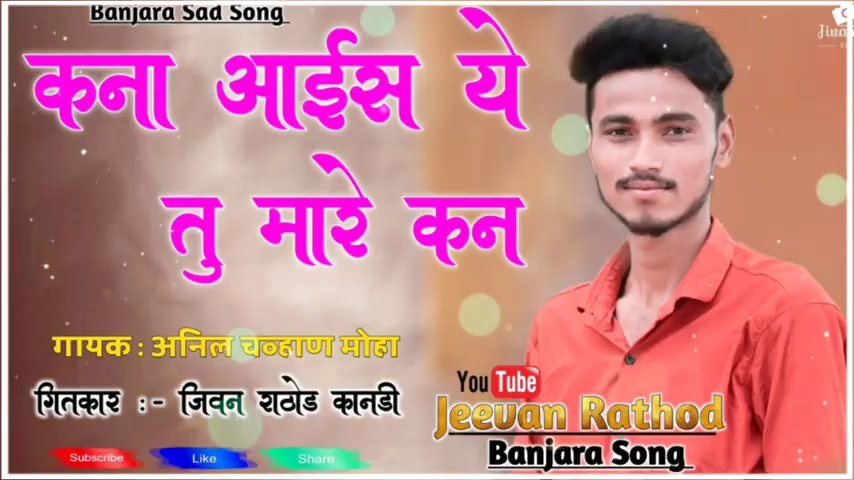 Banjara Sad Song
कना आईस ये
तु मारे कन
गायक : अनिल चव्हाण मोहा
गितकार :- जिवन राठोड कानडी
Subscribe Like Share
YouTube
Jeevan Rathod
Banjara Song